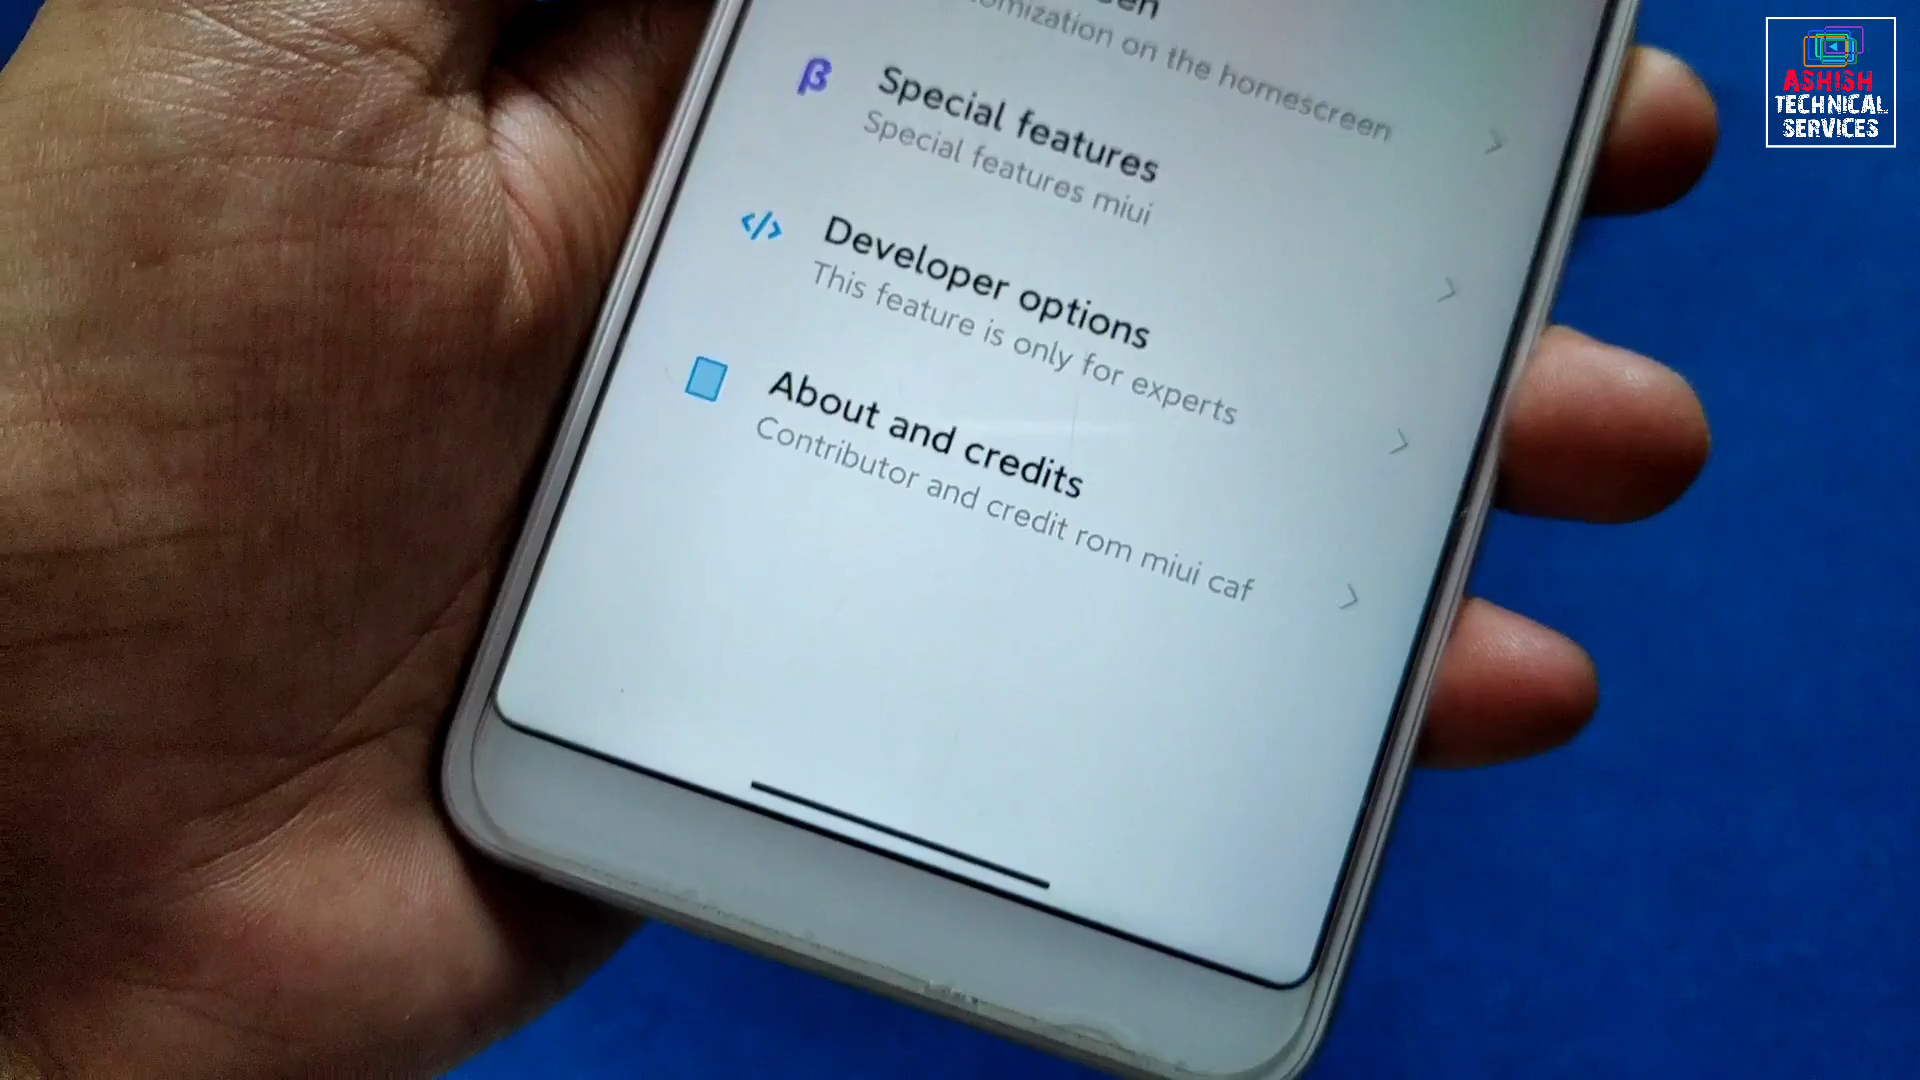 on the homescreen
β
Special features
Special features miui
</>
Developer options
This feature is only for experts
About and credits
Contributor and credit rom miui caf
ASHISH
TECHNICAL
SERVICES